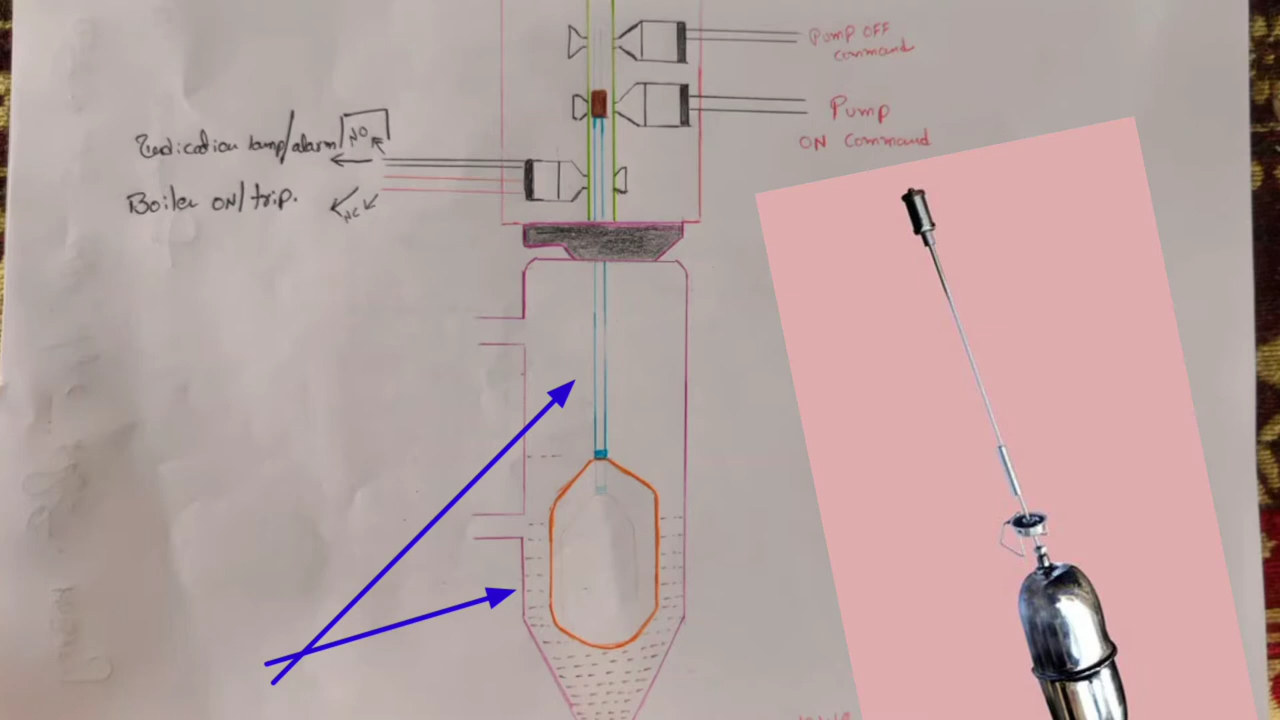 Pump OFF
command
Pump
ON Command
Indication lamp/alarm NO
Boiler ON/trip. NC